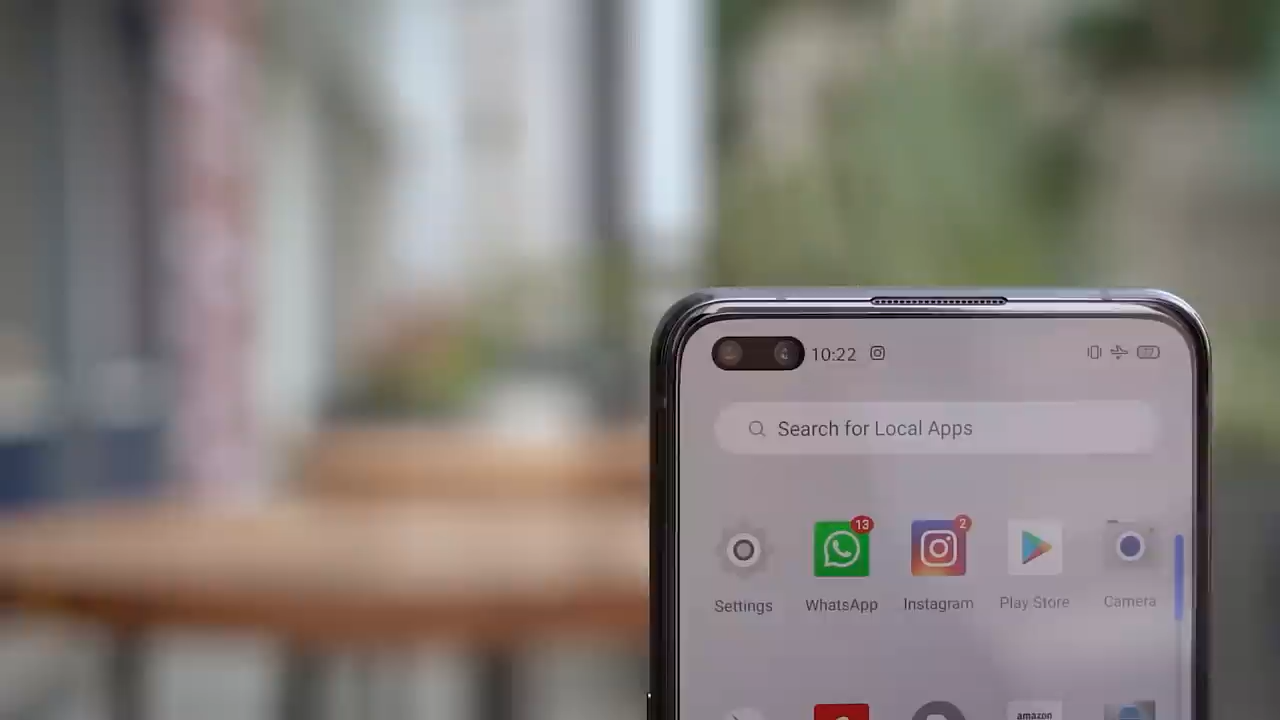 10:22
Search for Local Apps
13
2
Settings WhatsApp Instagram Play Store Camera
amazon